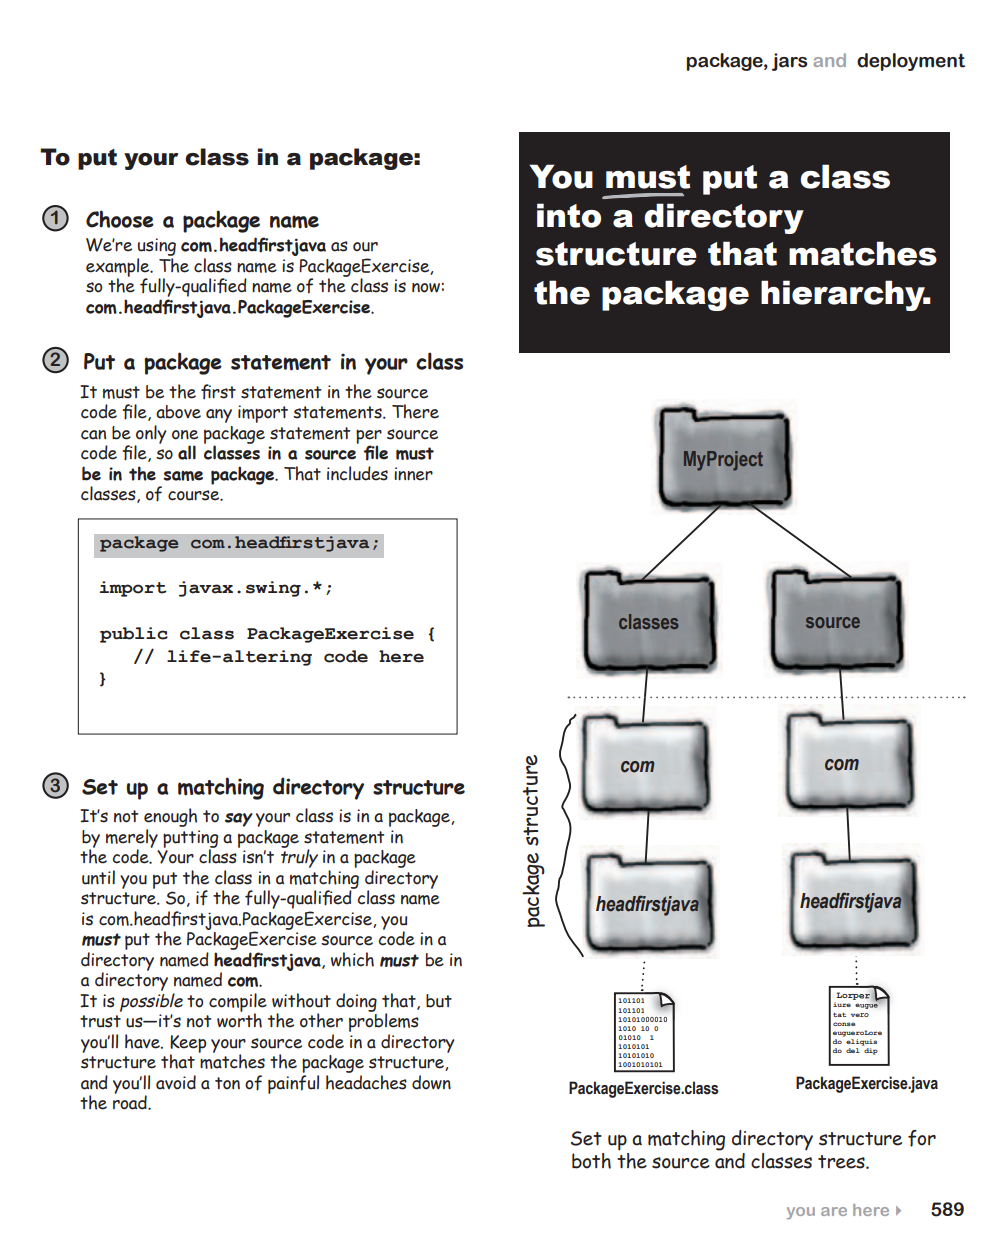 package, jars and deployment
To put your class in a package:
1 Choose a package name
We're using com.headfirstjava as our
example. The class name is PackageExercise,
so the fully-qualified name of the class is now:
com.headfirstjava.PackageExercise.
2 Put a package statement in your class
It must be the first statement in the source
code file, above any import statements. There
can be only one package statement per source
code file, so all classes in a source file must
be in the same package. That includes inner
classes, of course.
package com.headfirstjava;
import javax.swing.*;
public class PackageExercise {
// life-altering code here
}
3 Set up a matching directory structure
It's not enough to say your class is in a package,
by merely putting a package statement in
the code. Your class isn't truly in a package
until you put the class in a matching directory
structure. So, if the fully-qualified class name
is com.headfirstjava.PackageExercise, you
must put the PackageExercise source code in a
directory named headfirstjava, which must be in
a directory named com.
It is possible to compile without doing that, but
trust us—it's not worth the other problems
you'll have. Keep your source code in a directory
structure that matches the package structure,
and you'll avoid a ton of painful headaches down
the road.
You must put a class
into a directory
structure that matches
the package hierarchy.
MyProject
classes
source
package structure
com
com
headfirstjava
headfirstjava
101101
101101
10101000010
1010 10 0
01010 1
1010101
10101010
1001010101
PackageExercise.class
Lorper
iure eugue
tat vero
conse
eugueroLore
do eliquis
do del dip
PackageExercise.java
Set up a matching directory structure for
both the source and classes trees.
you are here
589